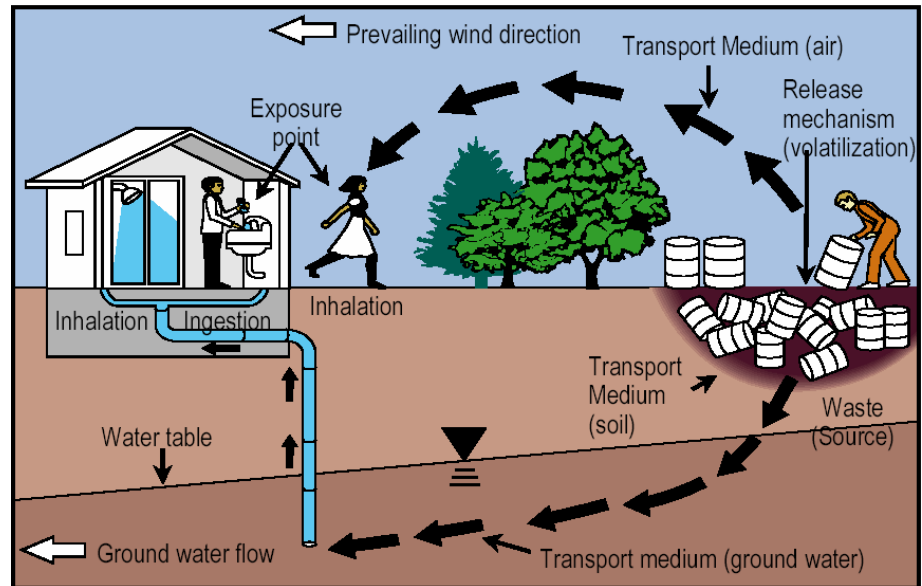 Prevailing wind direction
Transport Medium (air)
Release
mechanism
(volatilization)
Exposure
point
Inhalation
Ingestion
Inhalation
Transport
Medium
(soil)
Waste
(Source)
Water table
Ground water flow
Transport medium (ground water)